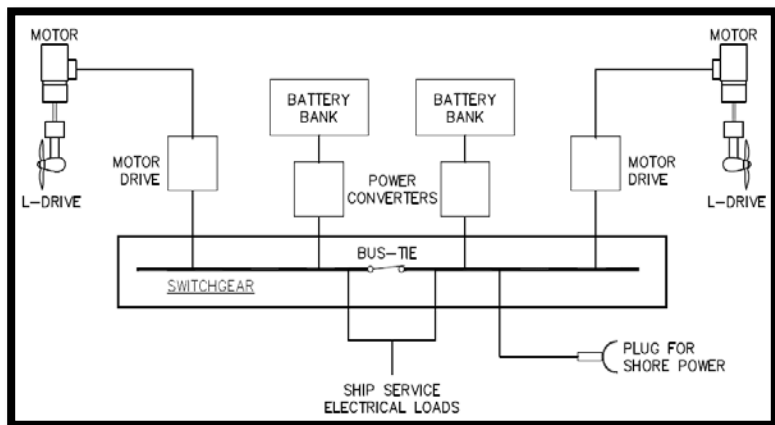 MOTOR
MOTOR
BATTERY
BANK
BATTERY
BANK
MOTOR
DRIVE
POWER
CONVERTERS
MOTOR
DRIVE
L-DRIVE
L-DRIVE
BUS-TIE
SWITCHGEAR
PLUG FOR
SHORE POWER
SHIP SERVICE
ELECTRICAL LOADS